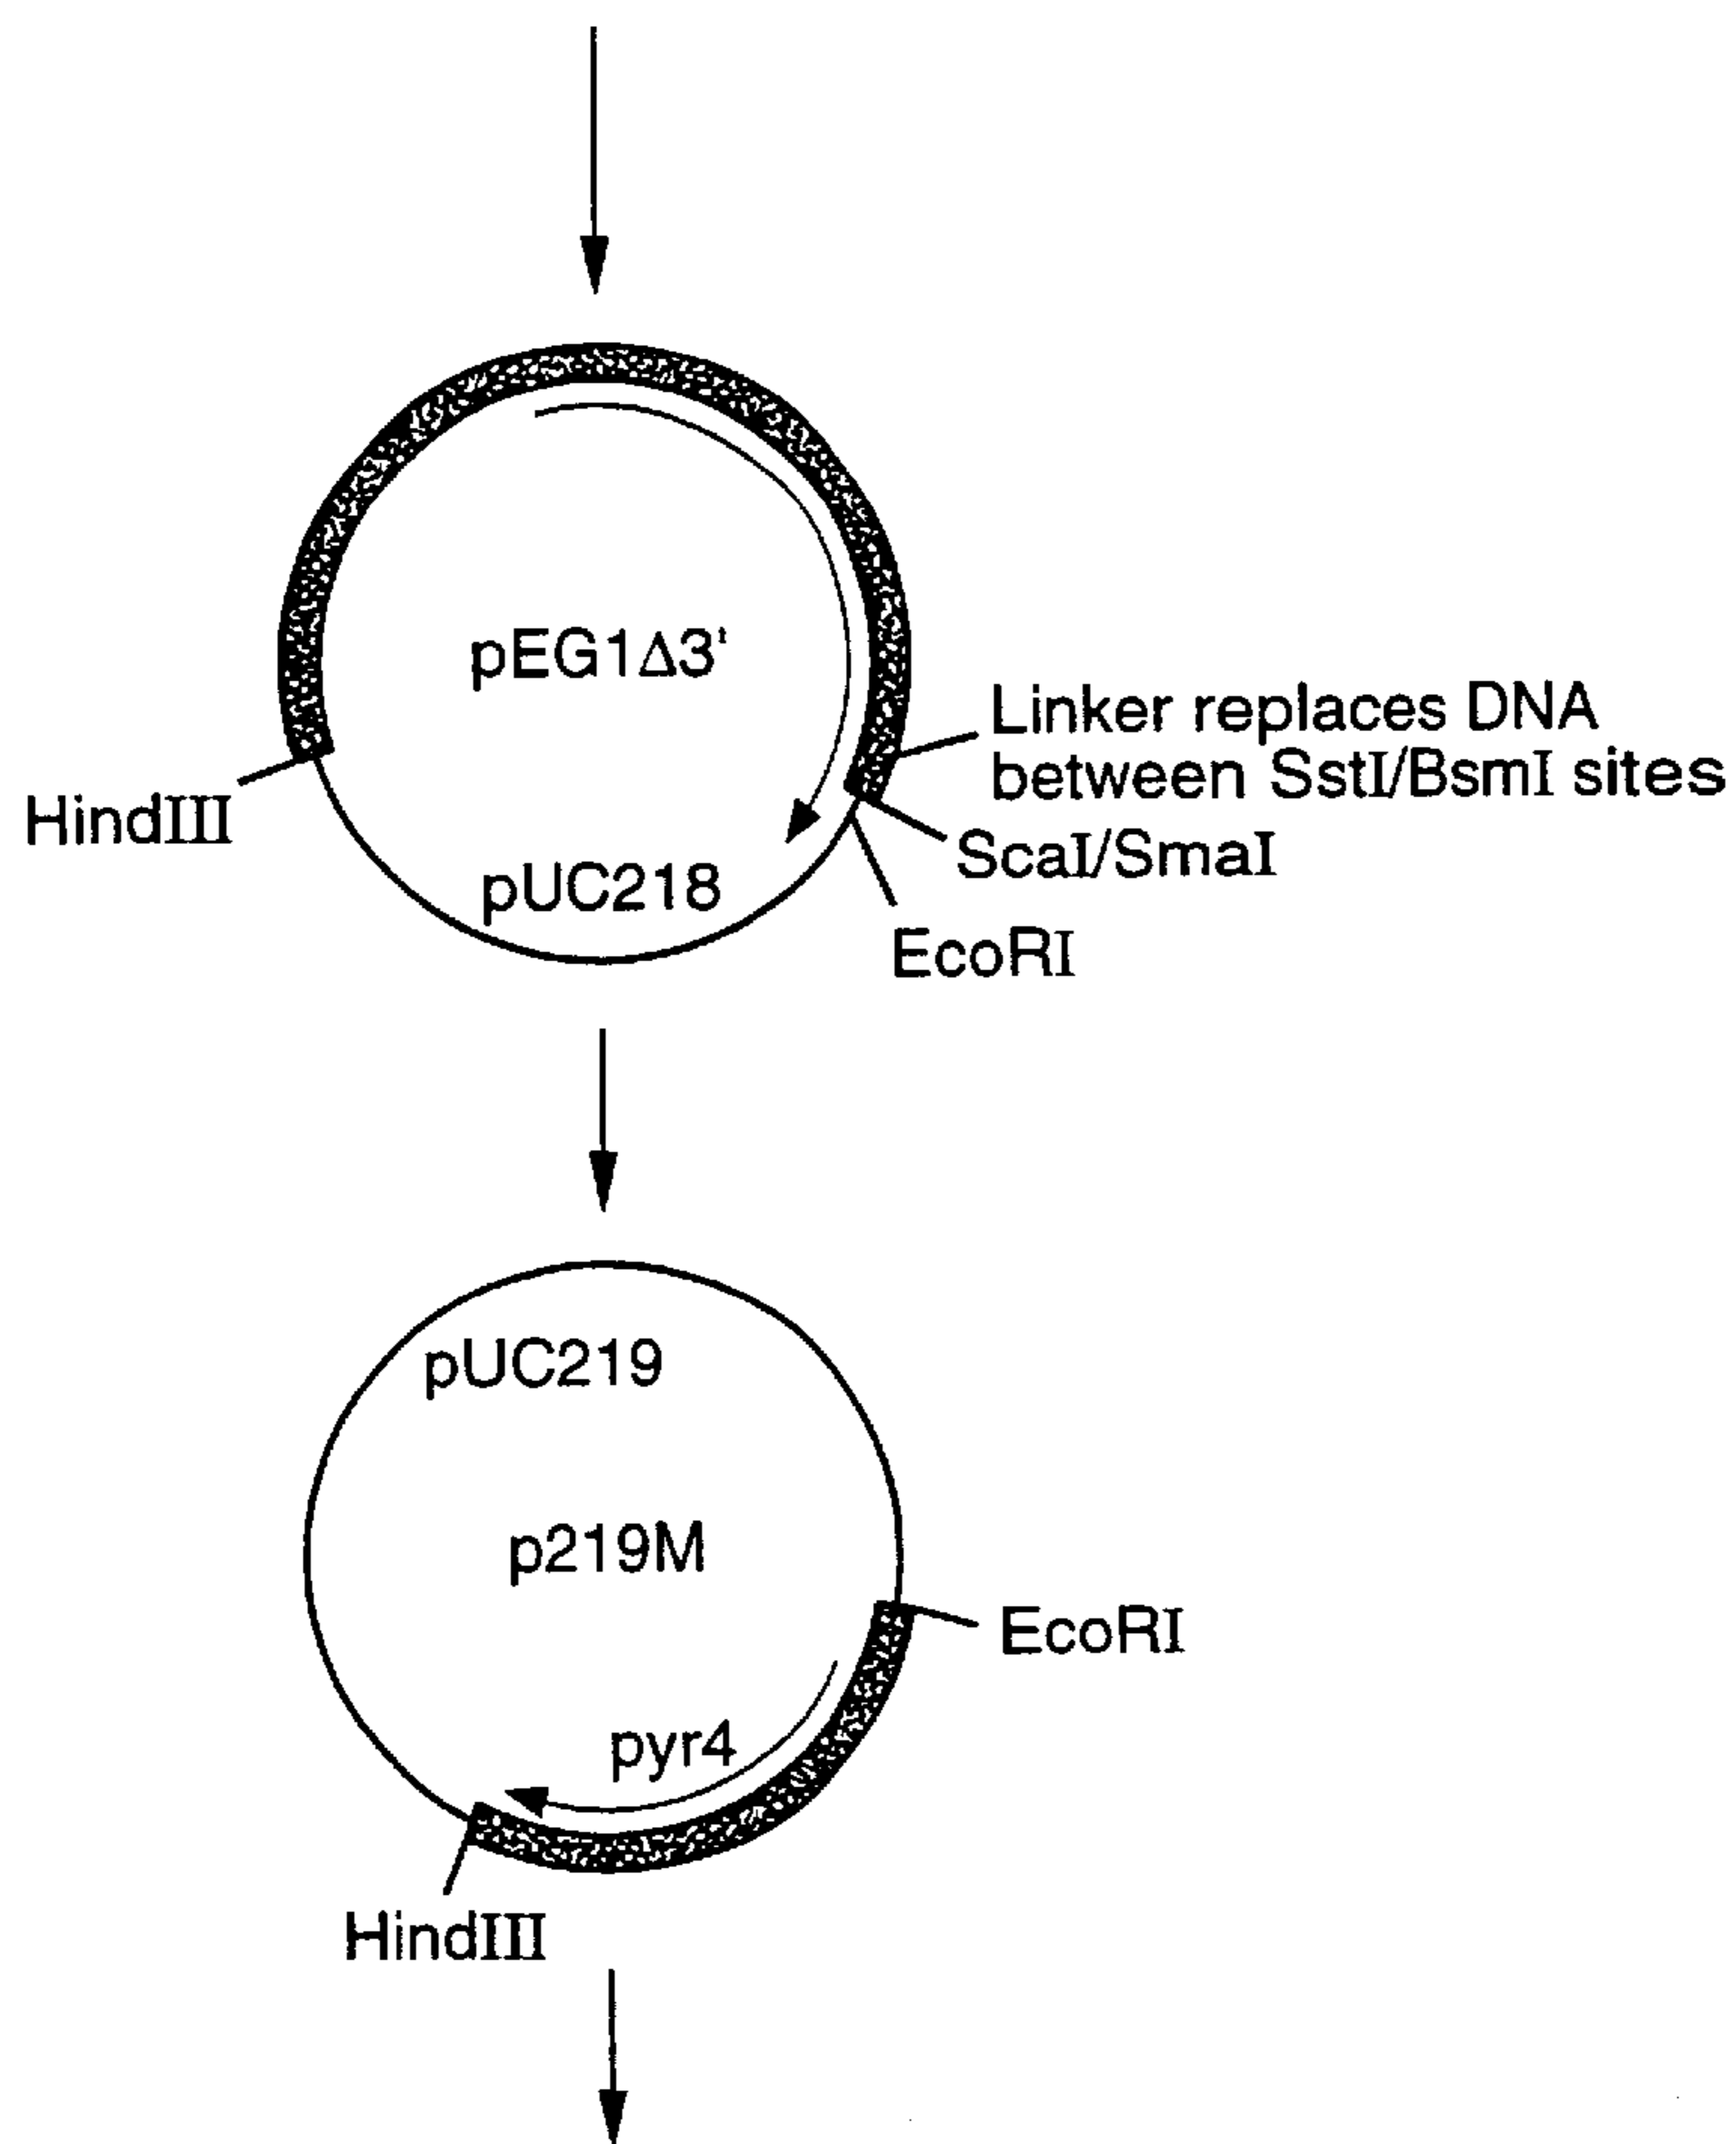 pEG1Δ3'
Linker replaces DNA
between SstI/BsmI sites
HindIII
ScaI/SmaI
pUC218
EcoRI
pUC219
p219M
EcoRI
pyr4
HindIII